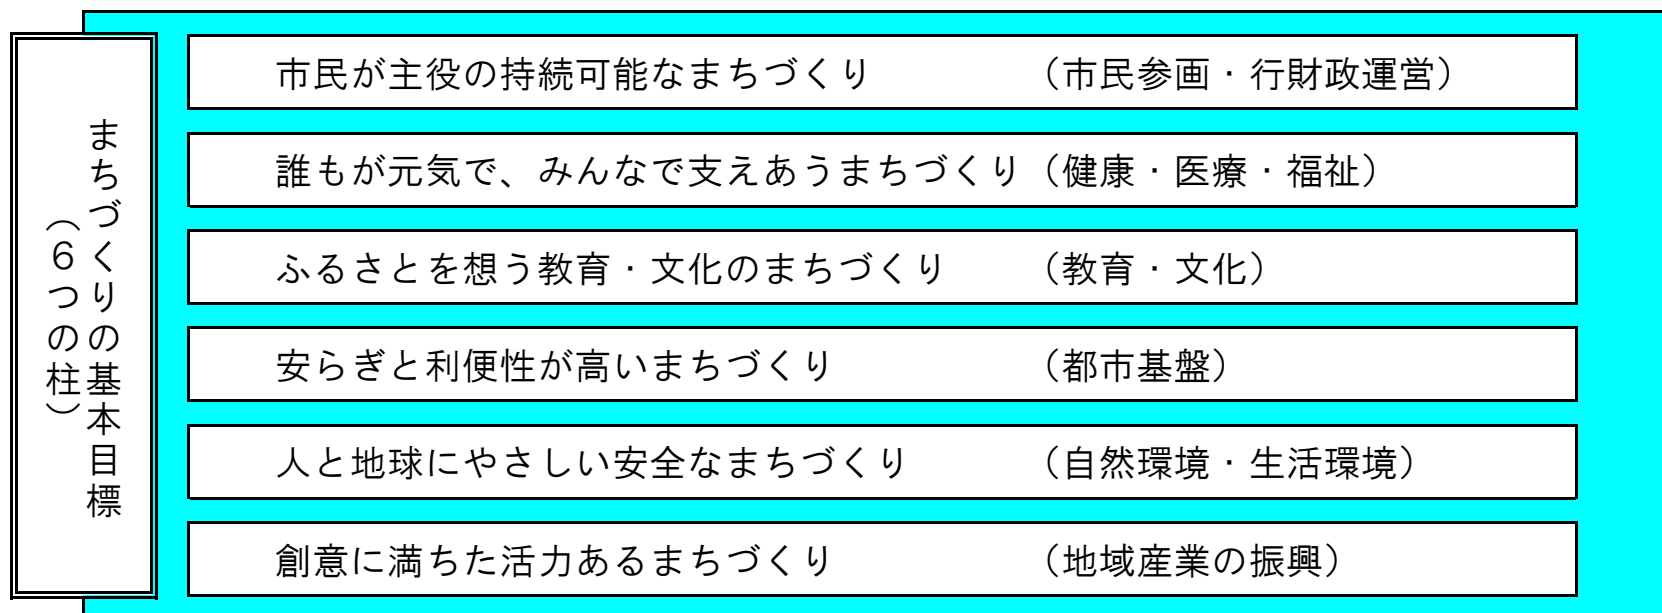 まちづくりの基本目標
（６つの柱）
市民が主役の持続可能なまちづくり　（市民参画・行財政運営）
誰もが元気で、みんなで支えあうまちづくり（健康・医療・福祉）
ふるさとを想う教育・文化のまちづくり　（教育・文化）
安らぎと利便性が高いまちづくり　（都市基盤）
人と地球にやさしい安全なまちづくり　（自然環境・生活環境）
創意に満ちた活力あるまちづくり　（地域産業の振興）